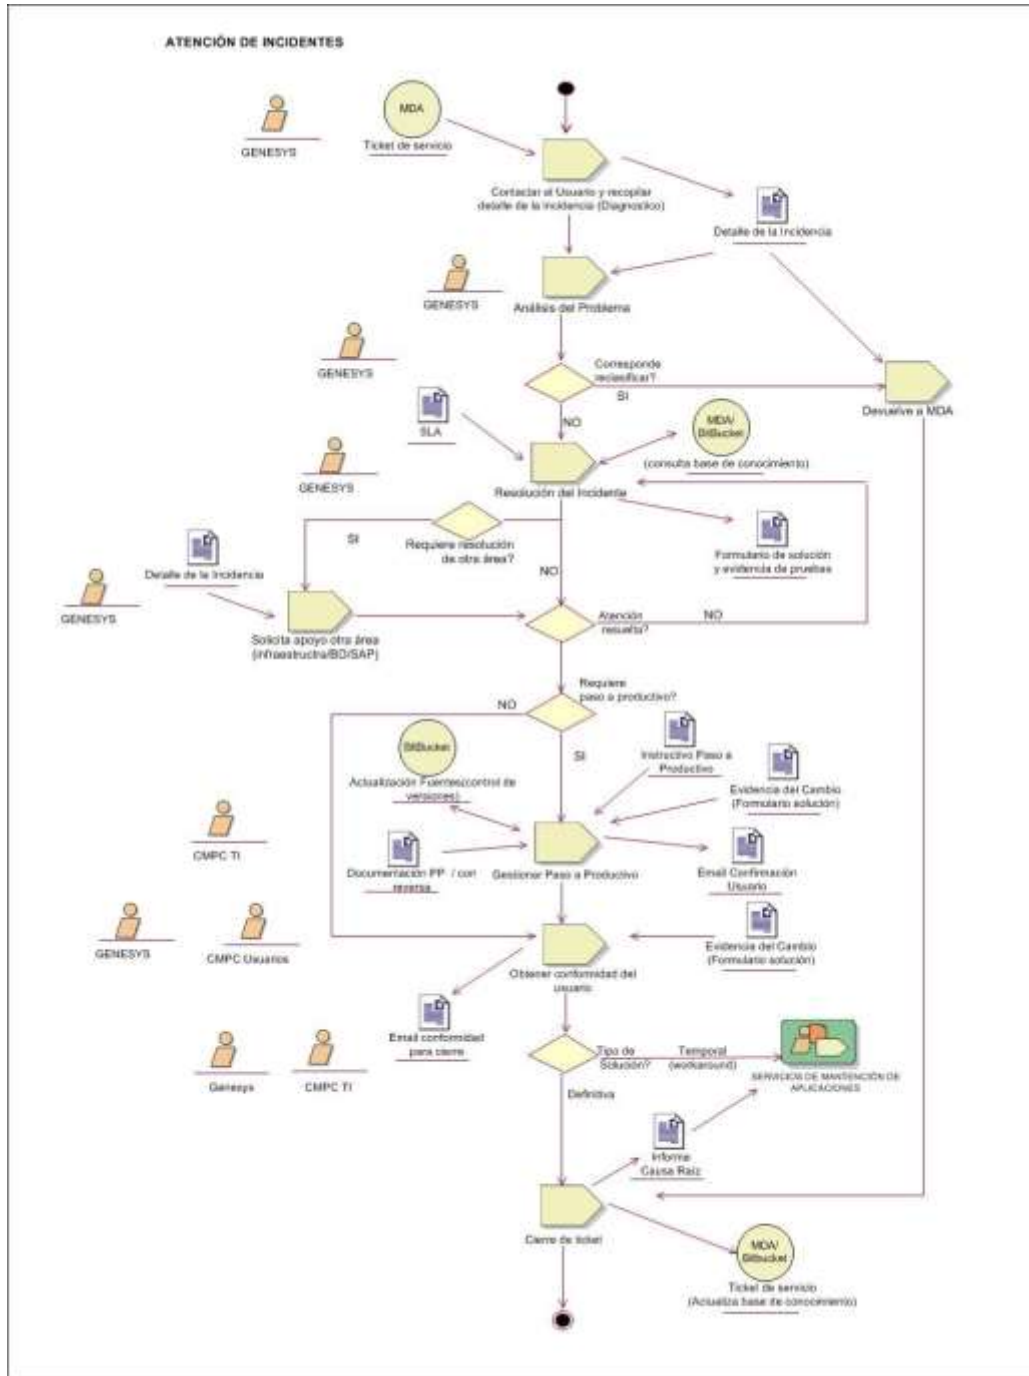 ATENCIÓN DE INCIDENTES
MDA
GENESYS
Ticket de servicio
Contactar al Usuario y recopilar
detalle de la Incidencia (Diagnostico)
Detalle de la Incidencia
GENESYS
Análisis del Problema
GENESYS
Corresponde
reclasificar?
SI
Devuelve a MDA
SLA
NO
MDA/
BitBucket
(consulta base de conocimiento)
GENESYS
Resolución del Incidente
SI
Requiere resolución
de otra área?
Formulario de solución
y evidencia de pruebas
Detalle de la Incidencia
NO
GENESYS
Atención
resuelta?
NO
Solicita apoyo otra área
(infraestructra/BD/SAP)
Requiere
paso a productivo?
NO
BitBucket
SI
Instructivo Paso a
Productivo
Actualización Fuentes(control de
versiones)
Evidencia del Cambio
(Formulario solución)
CMPC TI
Documentación PP / con
reversa
Gestionar Paso a Productivo
Email Confirmación
Usuario
GENESYS
CMPC Usuarios
Evidencia del Cambio
(Formulario solución)
Obtener conformidad del
usuario
Email conformidad
para cierre
Genesys
CMPC TI
Tipo de
Solución?
Temporal
(workaround)
SERVICIOS DE MANTENCIÓN DE
APLICACIONES
Definitiva
Informe
Causa Raíz
Cierre de ticket
MDA/
Bitbucket
Ticket de servicio
(Actualiza base de conocimiento)